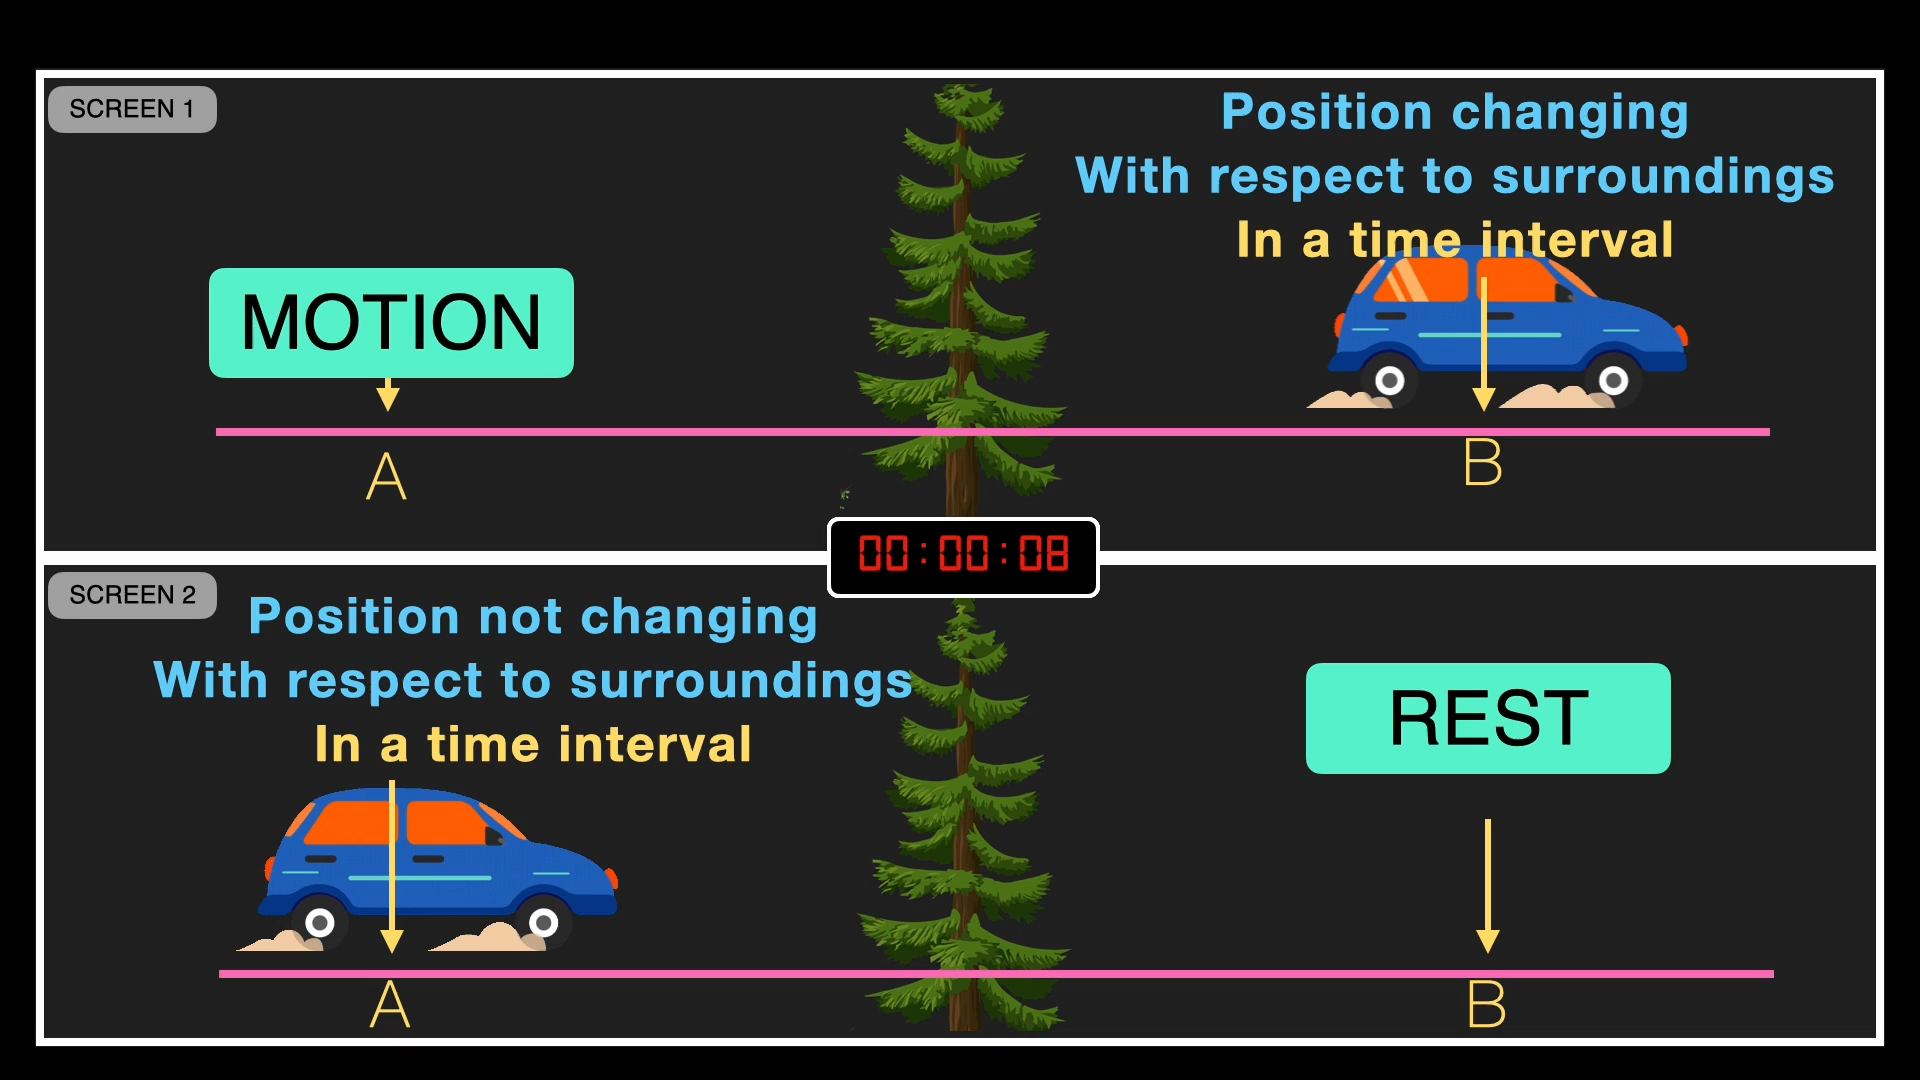 SCREEN 1
Position changing
With respect to surroundings
In a time interval
MOTION
A
B
00:00:08
SCREEN 2
Position not changing
With respect to surroundings
In a time interval
REST
A
B